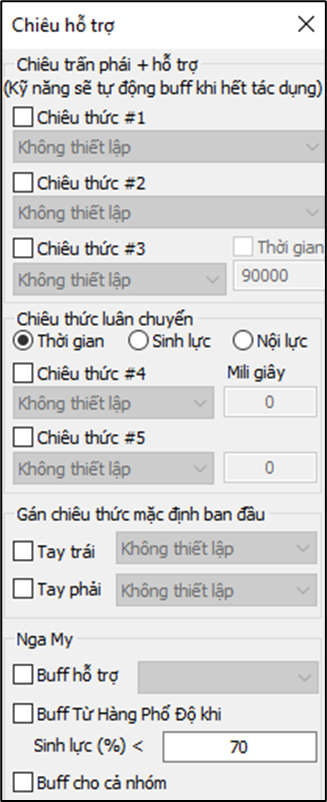 Chiêu hỗ trợ
Chiêu trấn phái + hỗ trợ
(Kỹ năng sẽ tự động buff khi hết tác dụng)
Chiêu thức #1
Không thiết lập
Chiêu thức #2
Không thiết lập
Chiêu thức #3 Thời gian
Không thiết lập 90000
Chiêu thức luân chuyển
Thời gian Sinh lực Nội lực
Chiêu thức #4 Mili giây
Không thiết lập 0
Chiêu thức #5
Không thiết lập 0
Gán chiêu thức mặc định ban đầu
Tay trái Không thiết lập
Tay phải Không thiết lập
Nga My
Buff hỗ trợ
Buff Từ Hàng Phổ Độ khi
Sinh lực (%) < 70
Buff cho cả nhóm